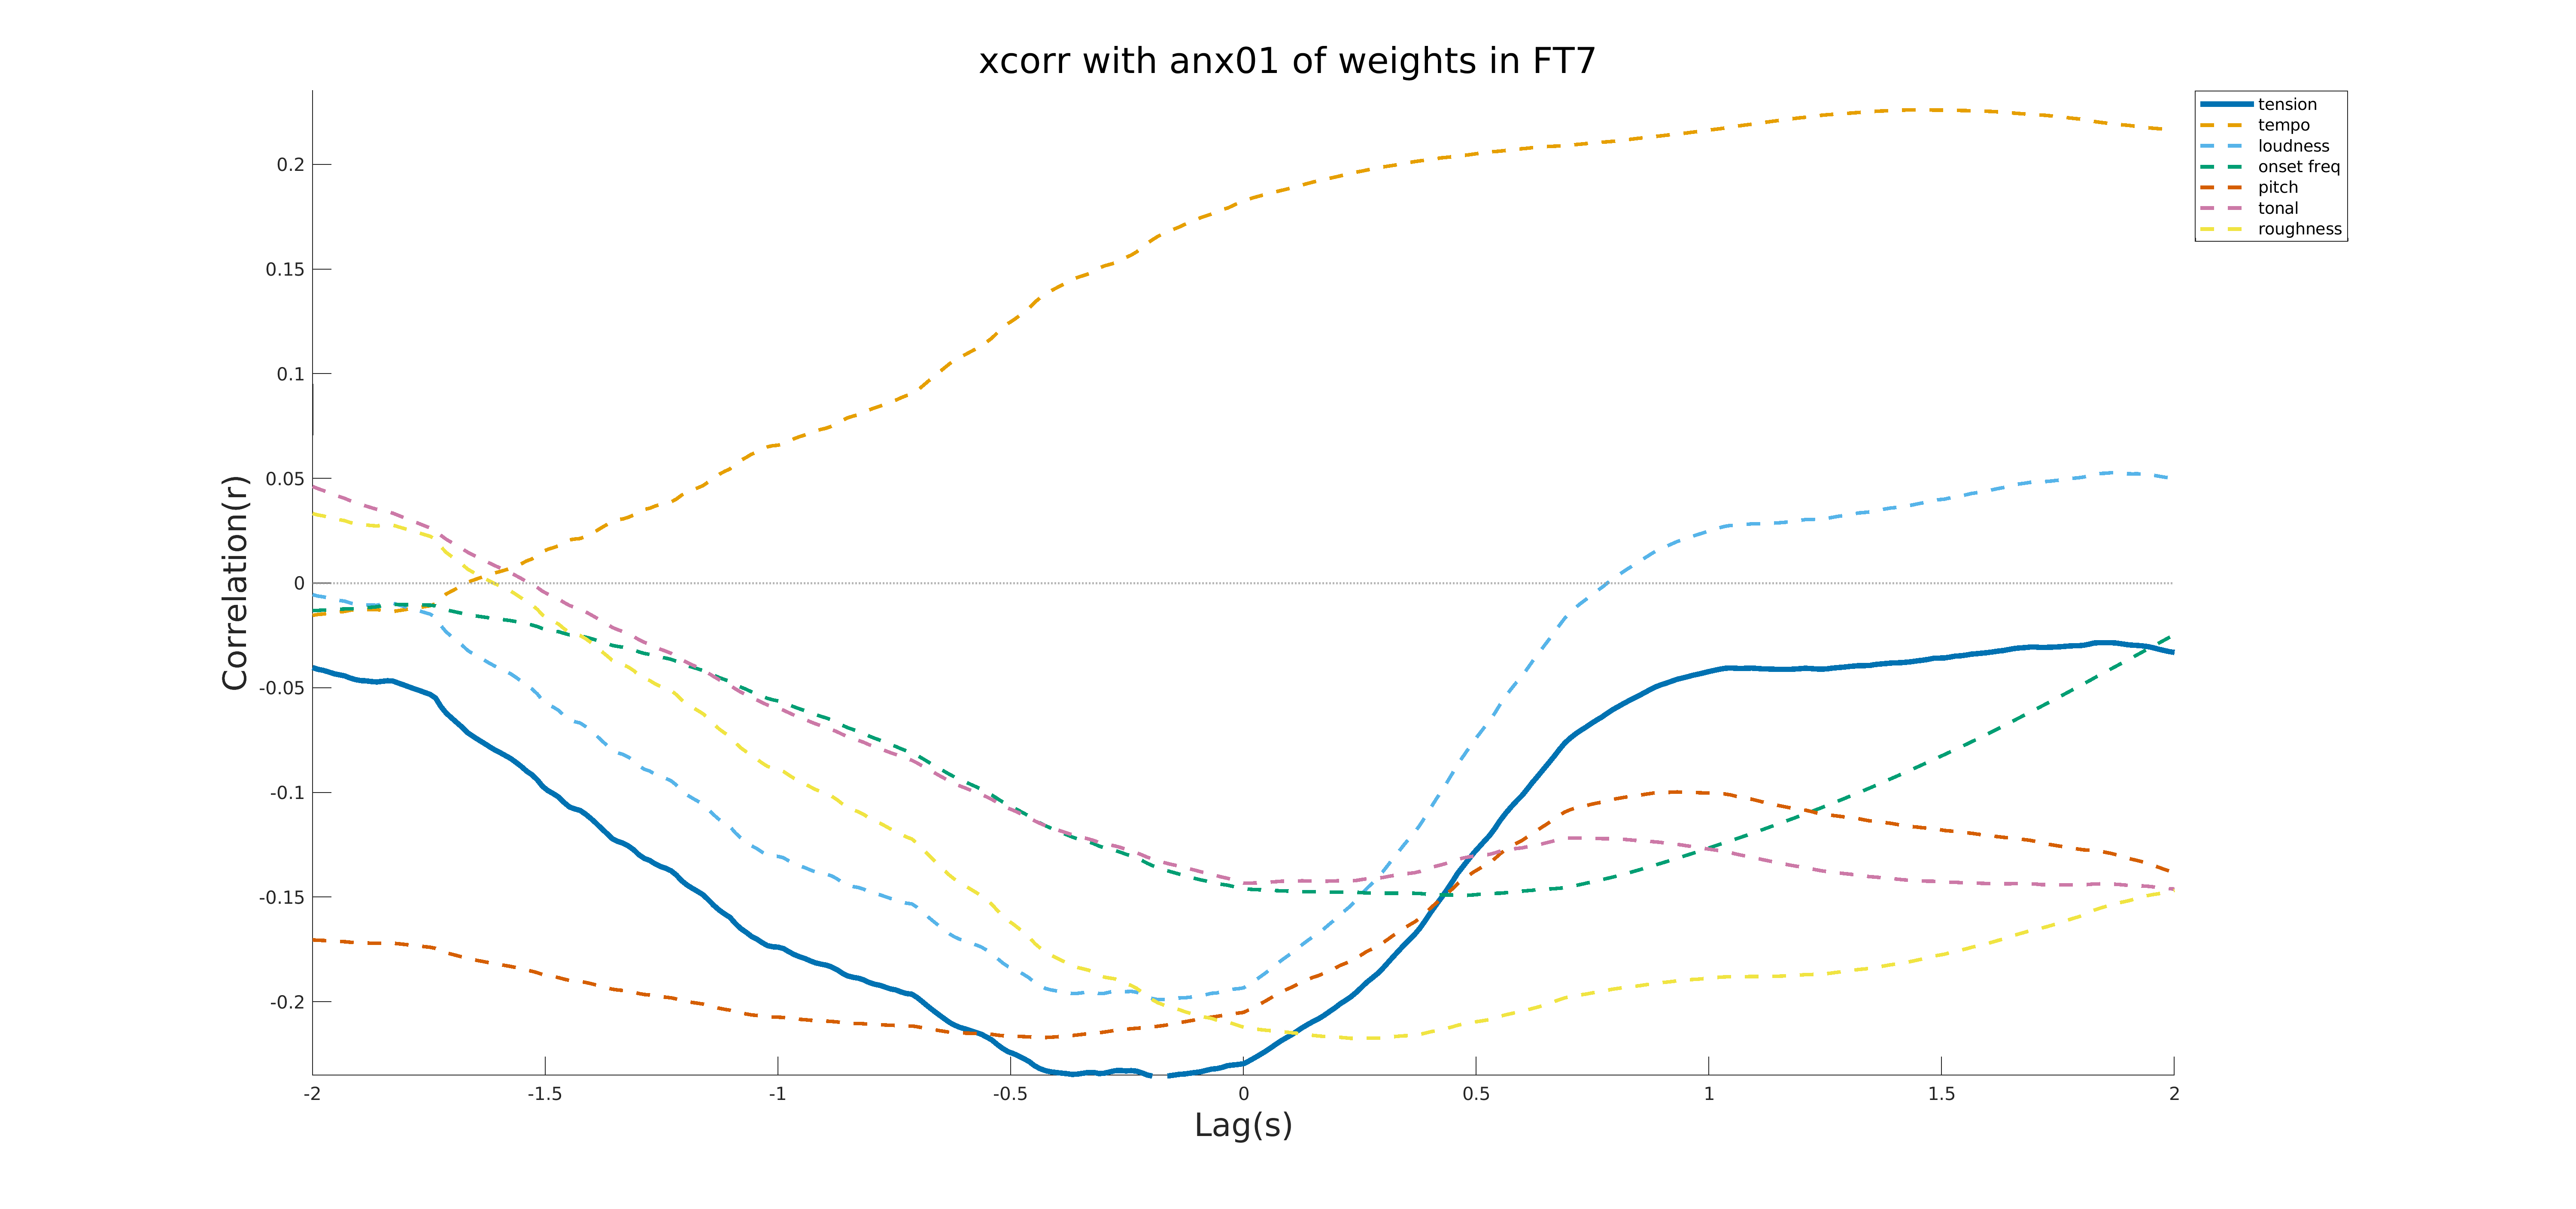 xcorr with anx01 of weights in FT7
tension
tempo
loudness
onset freq
pitch
tonal
roughness
Correlation(r)
0.2
0.15
0.1
0.05
0
-0.05
-0.1
-0.15
-0.2
-2
-1.5
-1
-0.5
0
0.5
1
1.5
2
Lag(s)